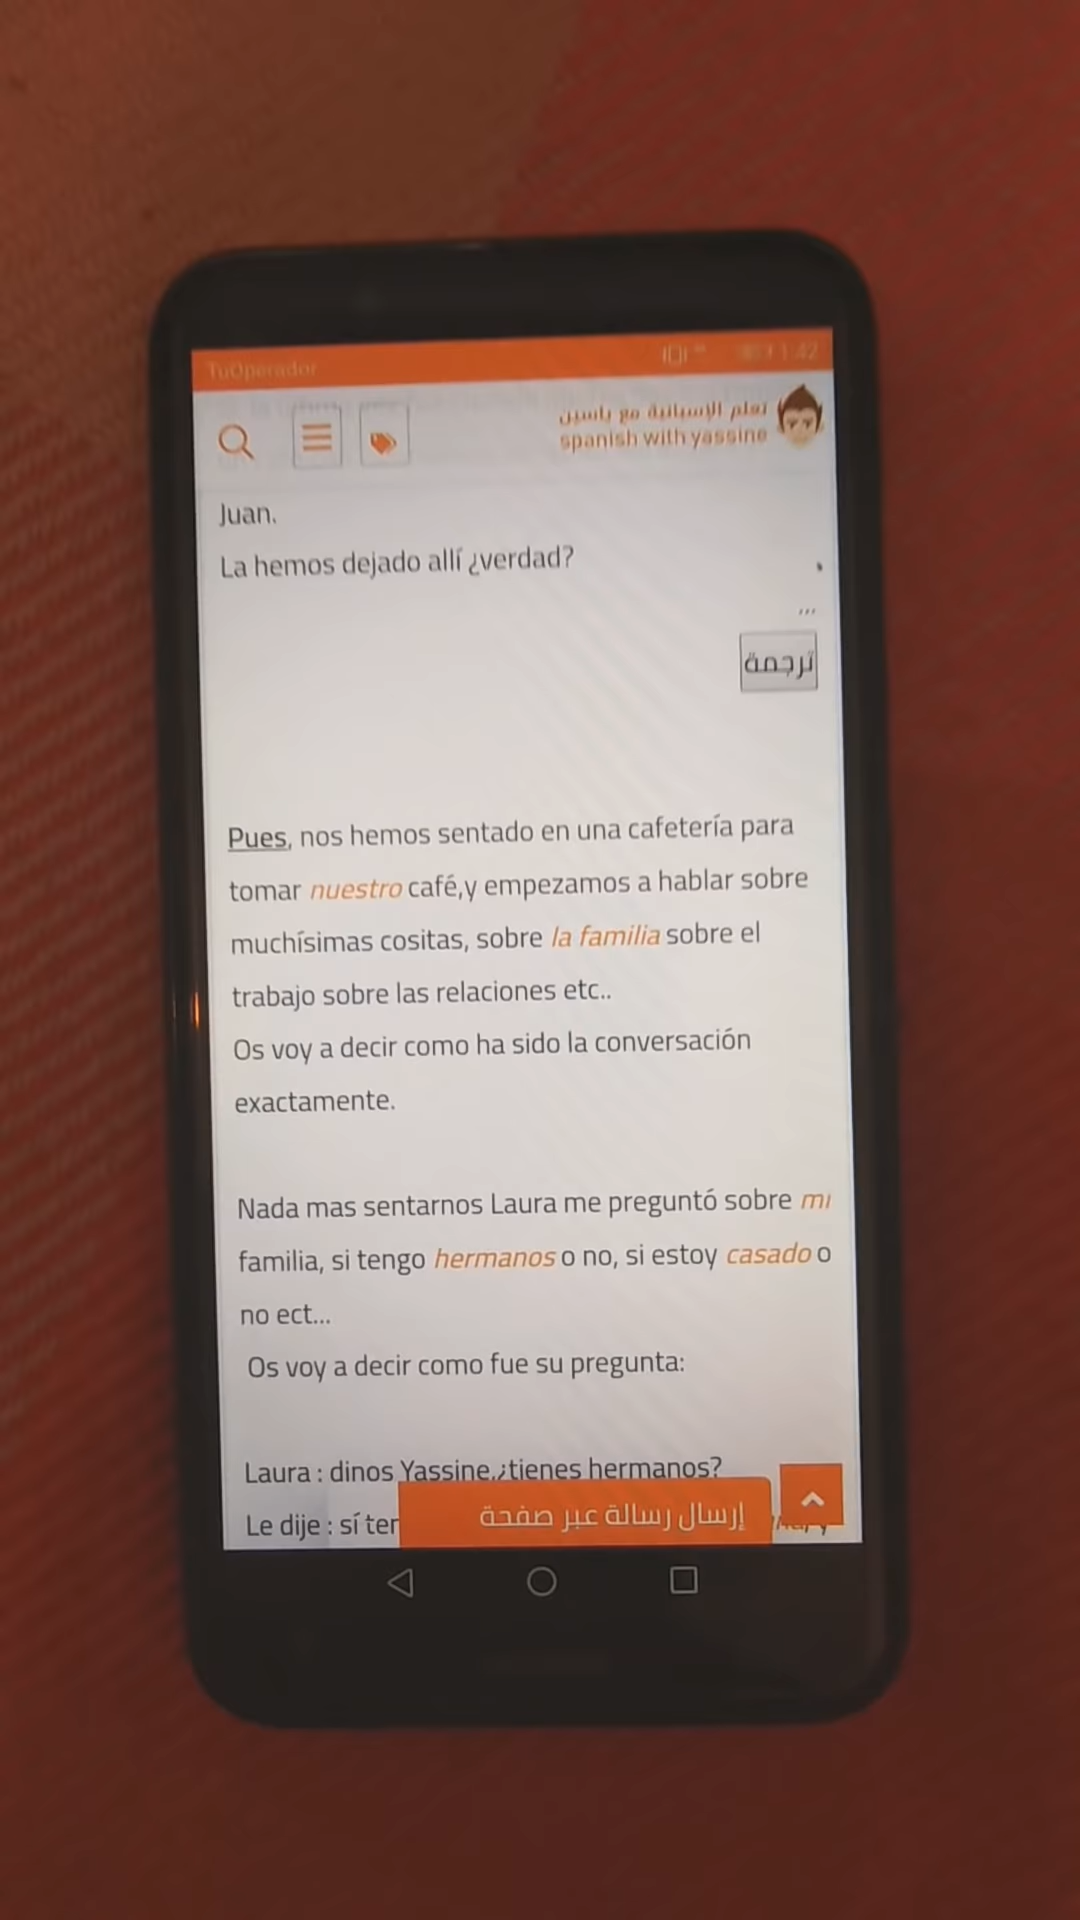 TuOperador
1:42
تعلم الإسبانية مع ياسين
spanish with yassine
Juan.
La hemos dejado allí ¿verdad?
...
ترجمة
Pues, nos hemos sentado en una cafetería para
tomar nuestro café,y empezamos a hablar sobre
muchísimas cositas, sobre la familia sobre el
trabajo sobre las relaciones etc..
Os voy a decir como ha sido la conversación
exactamente.
Nada mas sentarnos Laura me preguntó sobre mi
familia, si tengo hermanos o no, si estoy casado o
no ect...
Os voy a decir como fue su pregunta:
Laura : dinos Yassine,¿tienes hermanos?
Le dije : sí ter
إرسال رسالة عبر صفحة